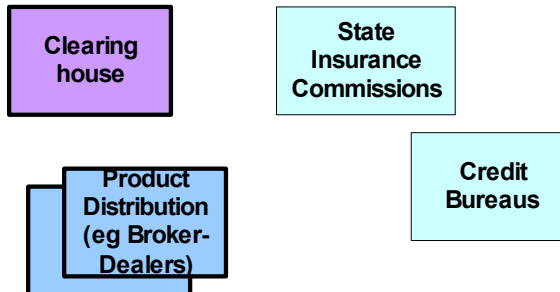 Clearing
house
State
Insurance
Commissions
Credit
Bureaus
Product
Distribution
(eg Broker-
Dealers)